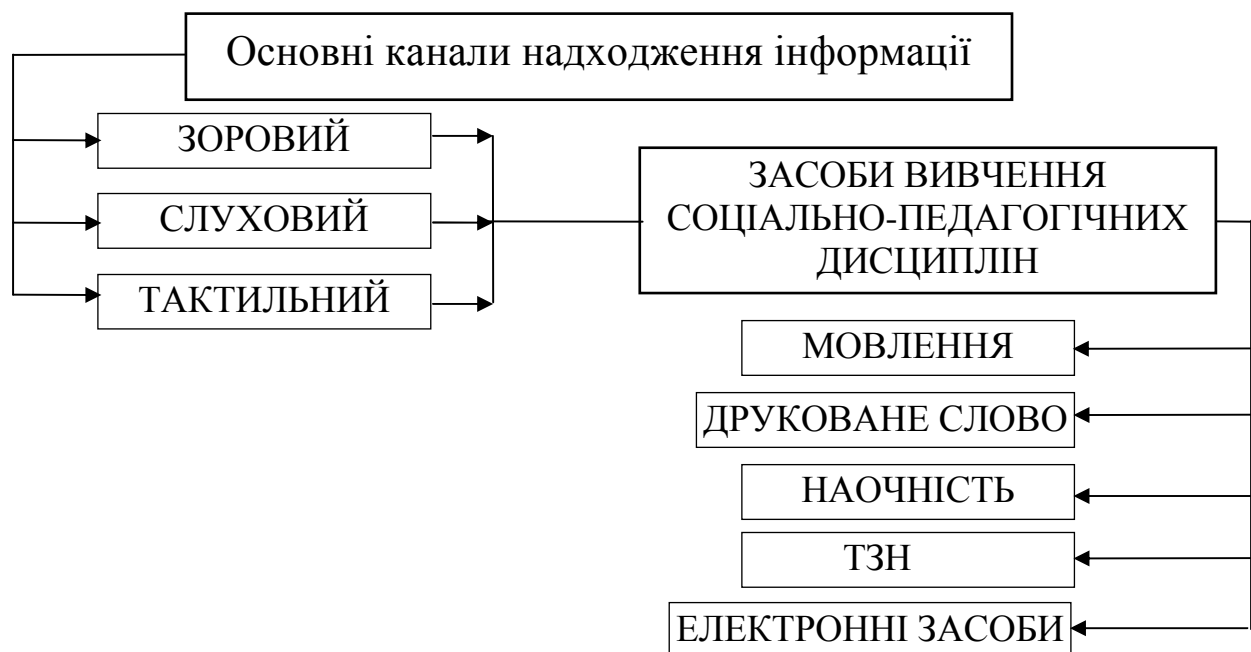 Основні канали надходження інформації
ЗОРОВИЙ
СЛУХОВИЙ
ТАКТИЛЬНИЙ
ЗАСОБИ ВИВЧЕННЯ
СОЦІАЛЬНО-ПЕДАГОГІЧНИХ
ДИСЦИПЛІН
МОВЛЕННЯ
ДРУКОВАНЕ СЛОВО
НАОЧНІСТЬ
ТЗН
ЕЛЕКТРОННІ ЗАСОБИ